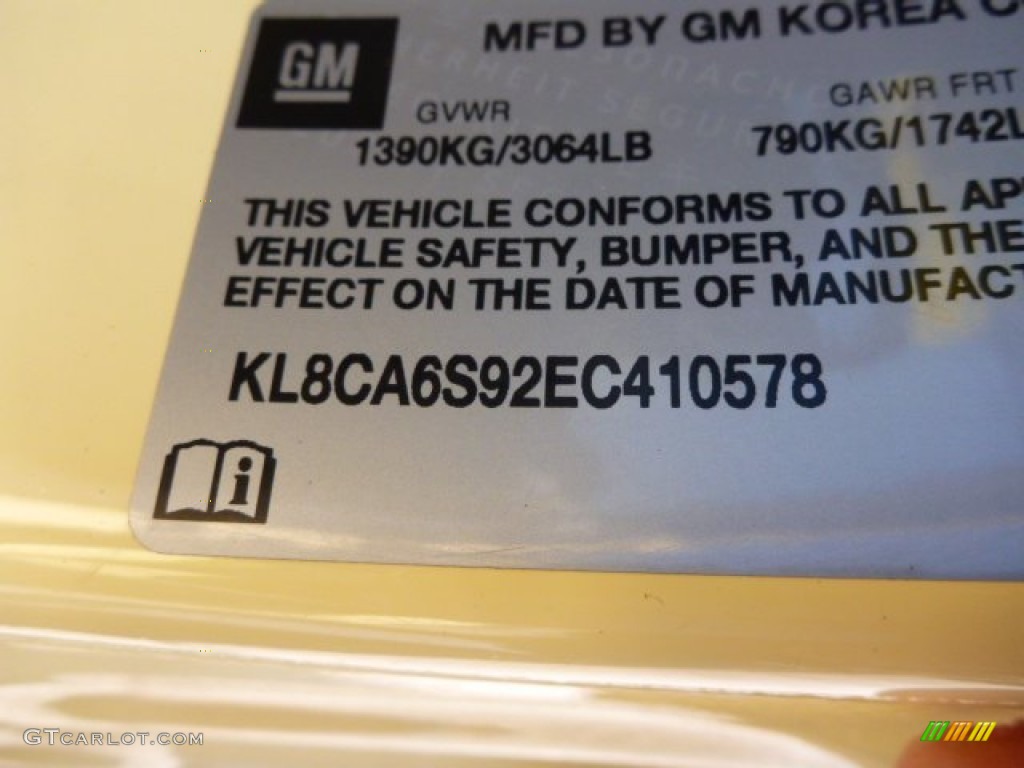 GM
MFD BY GM KOREA C
GVWR
GAWR FRT
1390KG/3064LB
790KG/1742L
THIS VEHICLE CONFORMS TO ALL AP
VEHICLE SAFETY, BUMPER, AND THE
EFFECT ON THE DATE OF MANUFACT
KL8CA6S92EC410578
i
GTCARLOT.COM